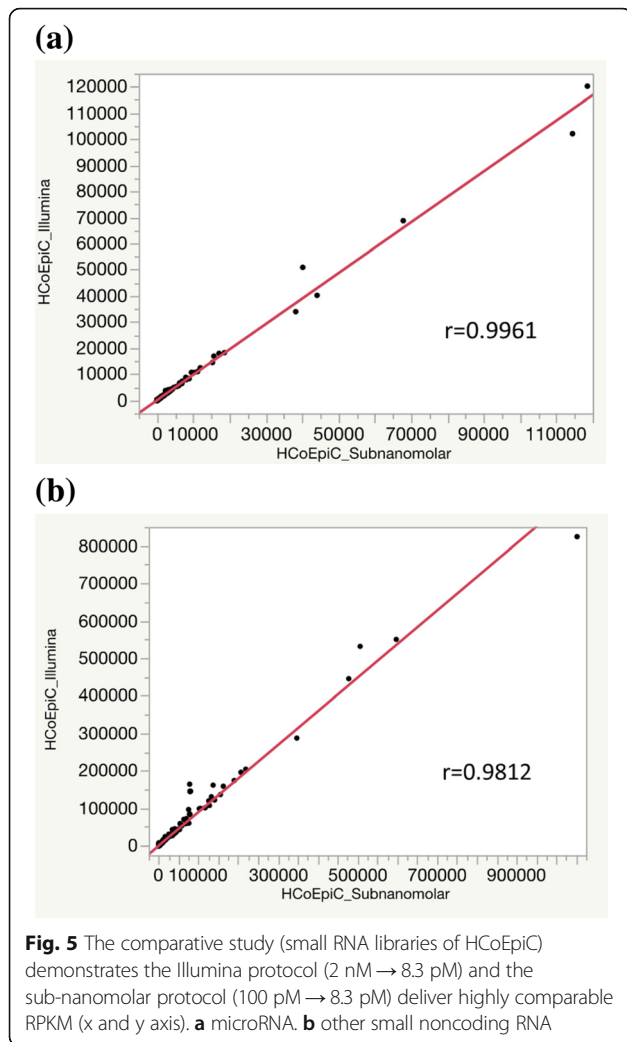 (a)
120000
110000
100000
90000
80000
70000
60000
50000
40000
30000
20000
10000
0
HCoEpiC_Illumina
r=0.9961
0 10000 30000 50000 70000 90000 110000
HCoEpiC_Subnanomolar
(b)
800000
700000
600000
500000
400000
300000
200000
100000
0
HCoEpiC_Illumina
r=0.9812
0 100000 300000 500000 700000 900000
HCoEpiC_Subnanomolar
Fig. 5 The comparative study (small RNA libraries of HCoEpiC)
demonstrates the Illumina protocol (2 nM → 8.3 pM) and the
sub-nanomolar protocol (100 pM → 8.3 pM) deliver highly comparable
RPKM (x and y axis). a microRNA. b other small noncoding RNA